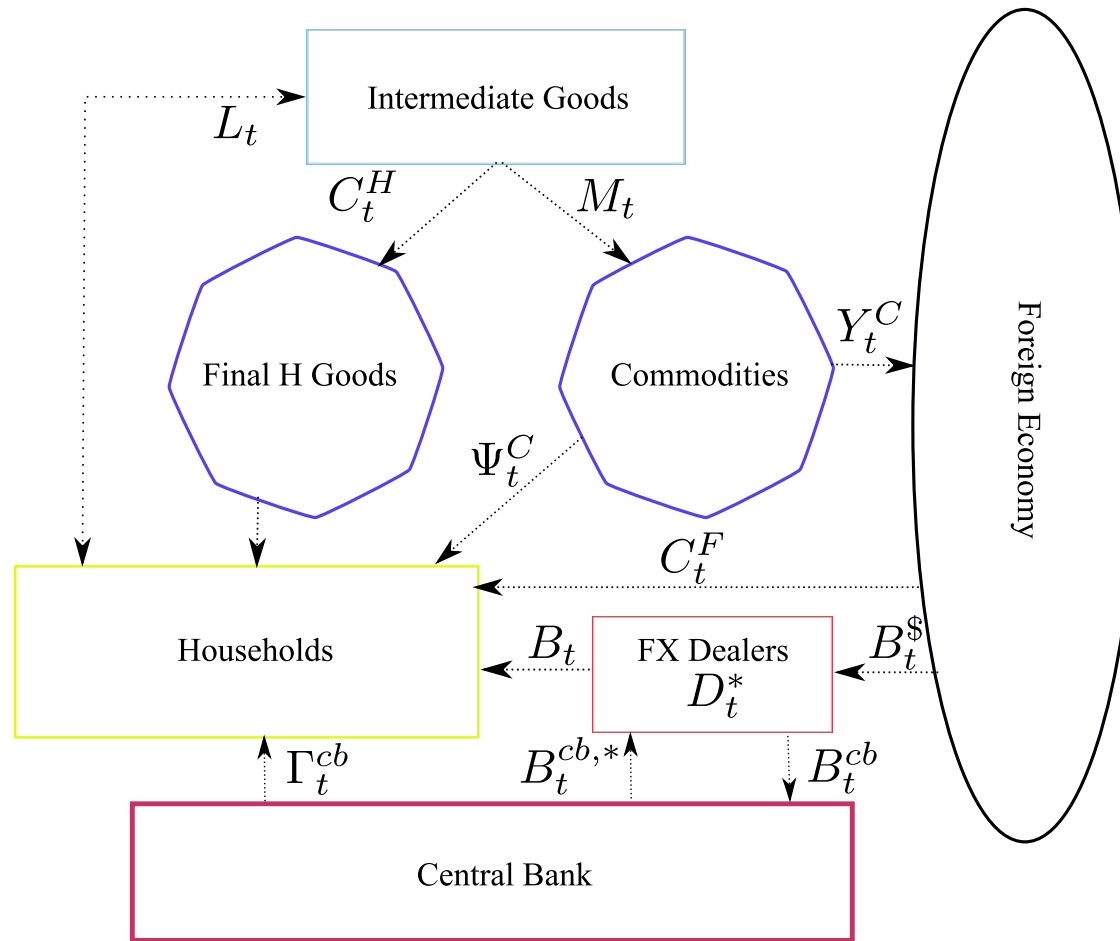 Intermediate Goods
L_t
C_t^H
M_t
Final H Goods
Commodities
Y_t^C
Foreign Economy
Ψ_t^C
C_t^F
Households
B_t
FX Dealers
D_t^*
B_t^$
Γ_t^{cb}
B_t^{cb,*}
B_t^{cb}
Central Bank